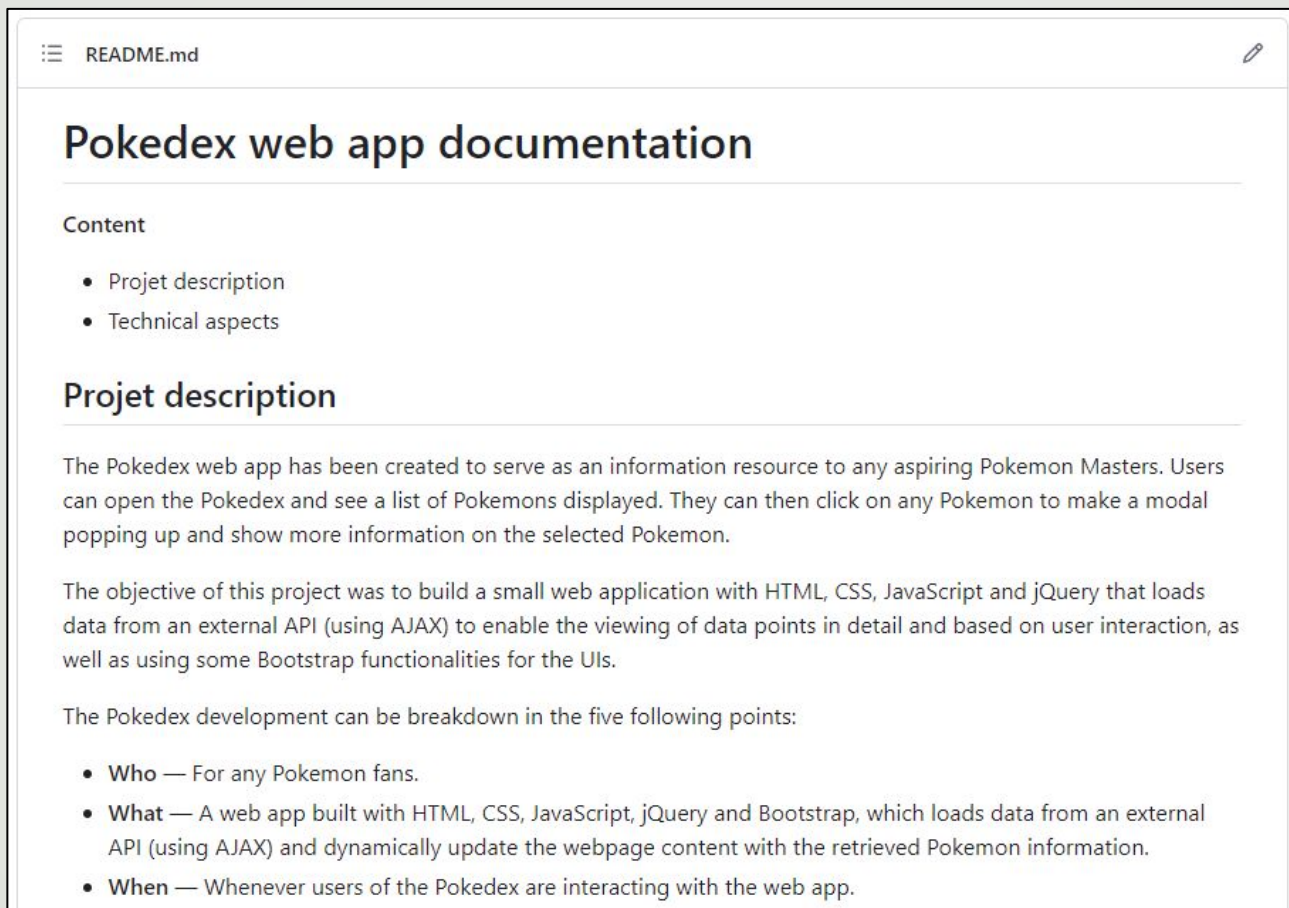 README.md
Pokedex web app documentation
Content
Projet description
Technical aspects
Projet description
The Pokedex web app has been created to serve as an information resource to any aspiring Pokemon Masters. Users
can open the Pokedex and see a list of Pokemons displayed. They can then click on any Pokemon to make a modal
popping up and show more information on the selected Pokemon.
The objective of this project was to build a small web application with HTML, CSS, JavaScript and jQuery that loads
data from an external API (using AJAX) to enable the viewing of data points in detail and based on user interaction, as
well as using some Bootstrap functionalities for the UIs.
The Pokedex development can be breakdown in the five following points:
Who — For any Pokemon fans.
What — A web app built with HTML, CSS, JavaScript, jQuery and Bootstrap, which loads data from an external
API (using AJAX) and dynamically update the webpage content with the retrieved Pokemon information.
When — Whenever users of the Pokedex are interacting with the web app.